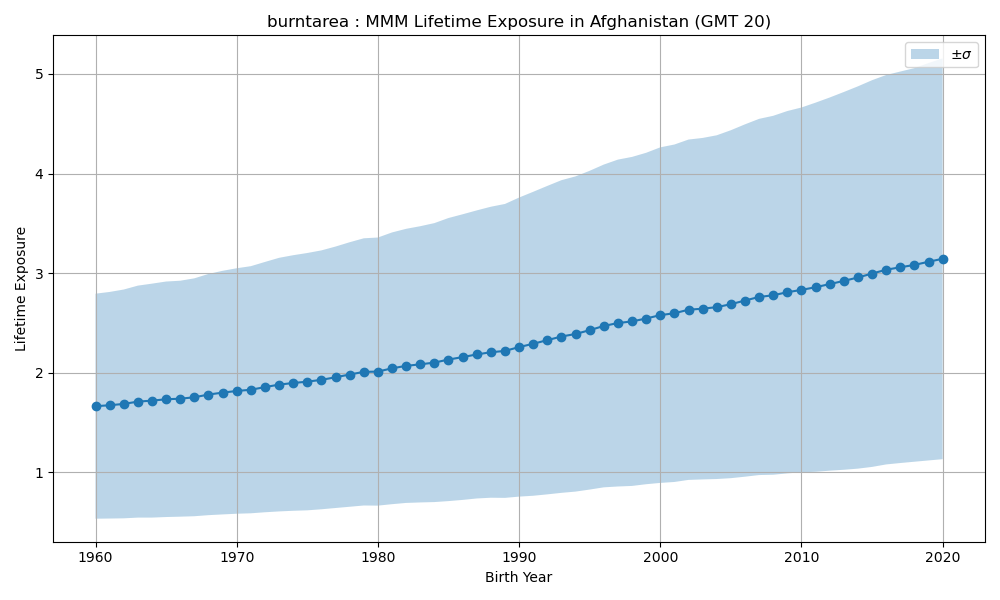 burntarea : MMM Lifetime Exposure in Afghanistan (GMT 20)
±σ
Lifetime Exposure
5
4
3
2
1
1960 1970 1980 1990 2000 2010 2020
Birth Year